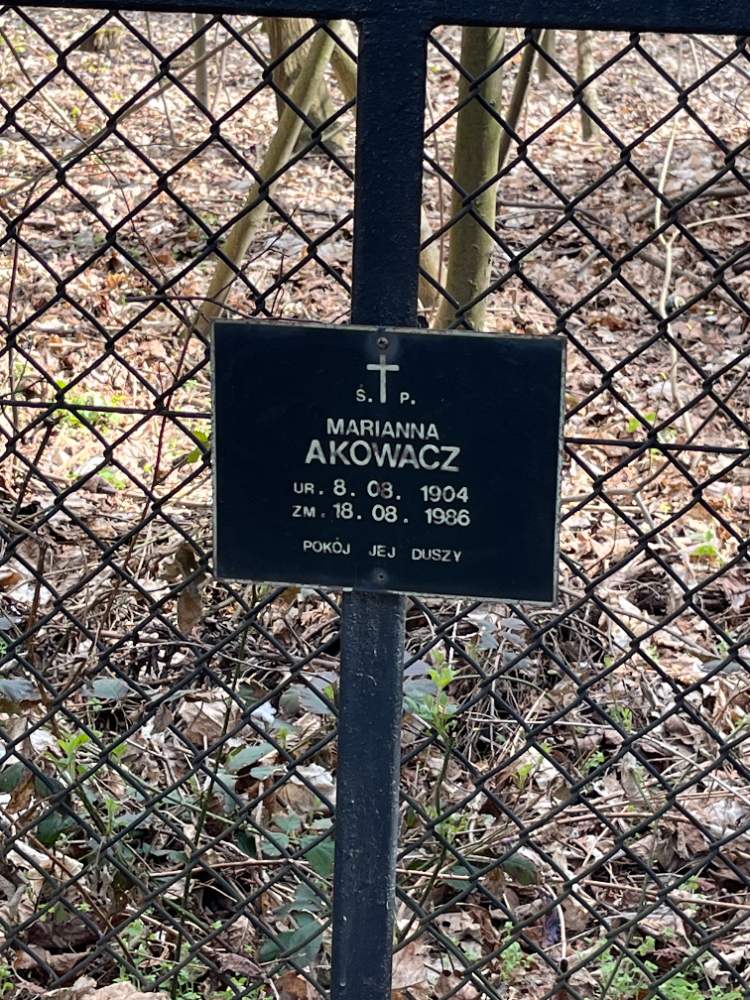 Ś. P.
MARIANNA
AKOWACZ
UR. 8. 08. 1904
ZM. 18. 08. 1986
POKÓJ JEJ DUSZY